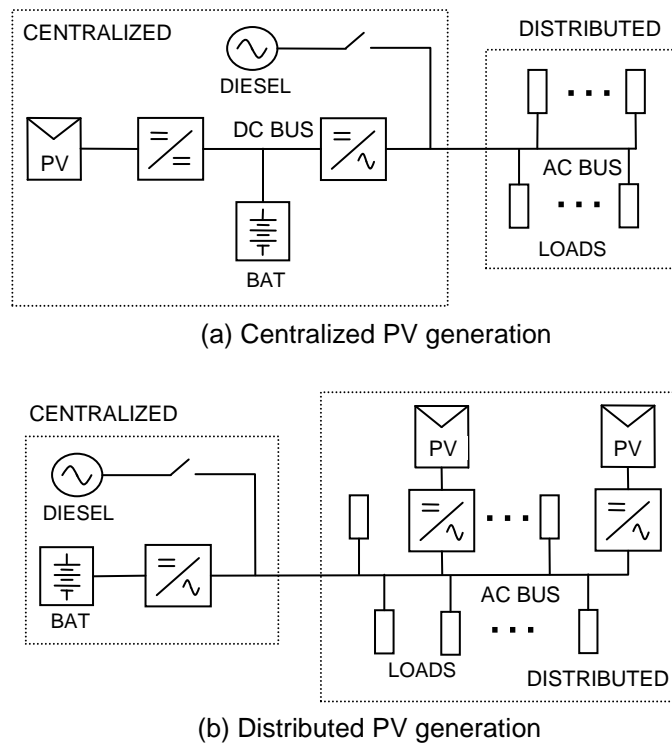 CENTRALIZED
DISTRIBUTED
DIESEL
DC BUS
PV
AC BUS
BAT
LOADS
(a) Centralized PV generation
CENTRALIZED
PV
PV
DIESEL
AC BUS
BAT
LOADS
DISTRIBUTED
(b) Distributed PV generation